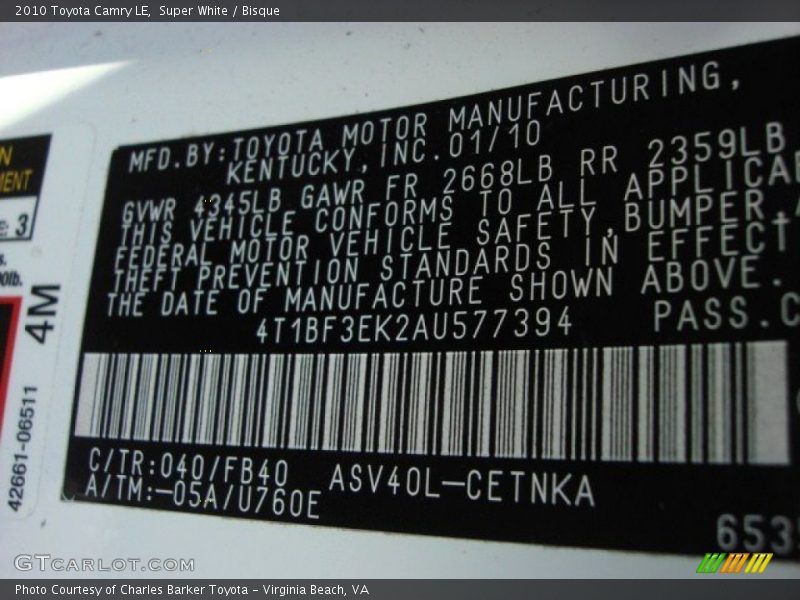 2010 Toyota Camry LE, Super White / Bisque
MFD.BY:TOYOTA MOTOR MANUFACTURING,
KENTUCKY,INC.01/10
GVWR 4345LB GAWR FR 2668LB RR 2359LB
THIS VEHICLE CONFORMS TO ALL APPLICA
FEDERAL MOTOR VEHICLE SAFETY,BUMPER,
THEFT PREVENTION STANDARDS IN EFFECT
THE DATE OF MANUFACTURE SHOWN ABOVE.
4T1BF3EK2AU577394 PASS.C
C/TR:040/FB40 ASV40L-CETNKA
A/TM:-05A/U760E
653
4M
42661-06511
3
GTCARLOT.COM
Photo Courtesy of Charles Barker Toyota - Virginia Beach, VA